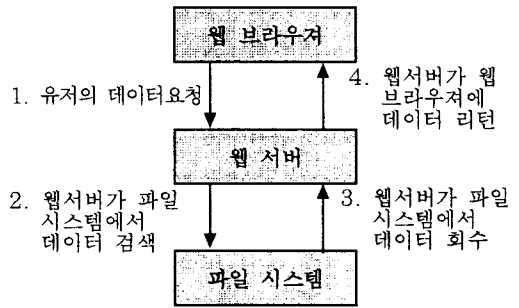 웹 브라우져
1. 유저의 데이터요청
4. 웹서버가 웹
브라우져에
데이터 리턴
웹 서버
2. 웹서버가 파일
시스템에서
데이터 검색
3. 웹서버가 파일
시스템에서
데이터 회수
파일 시스템